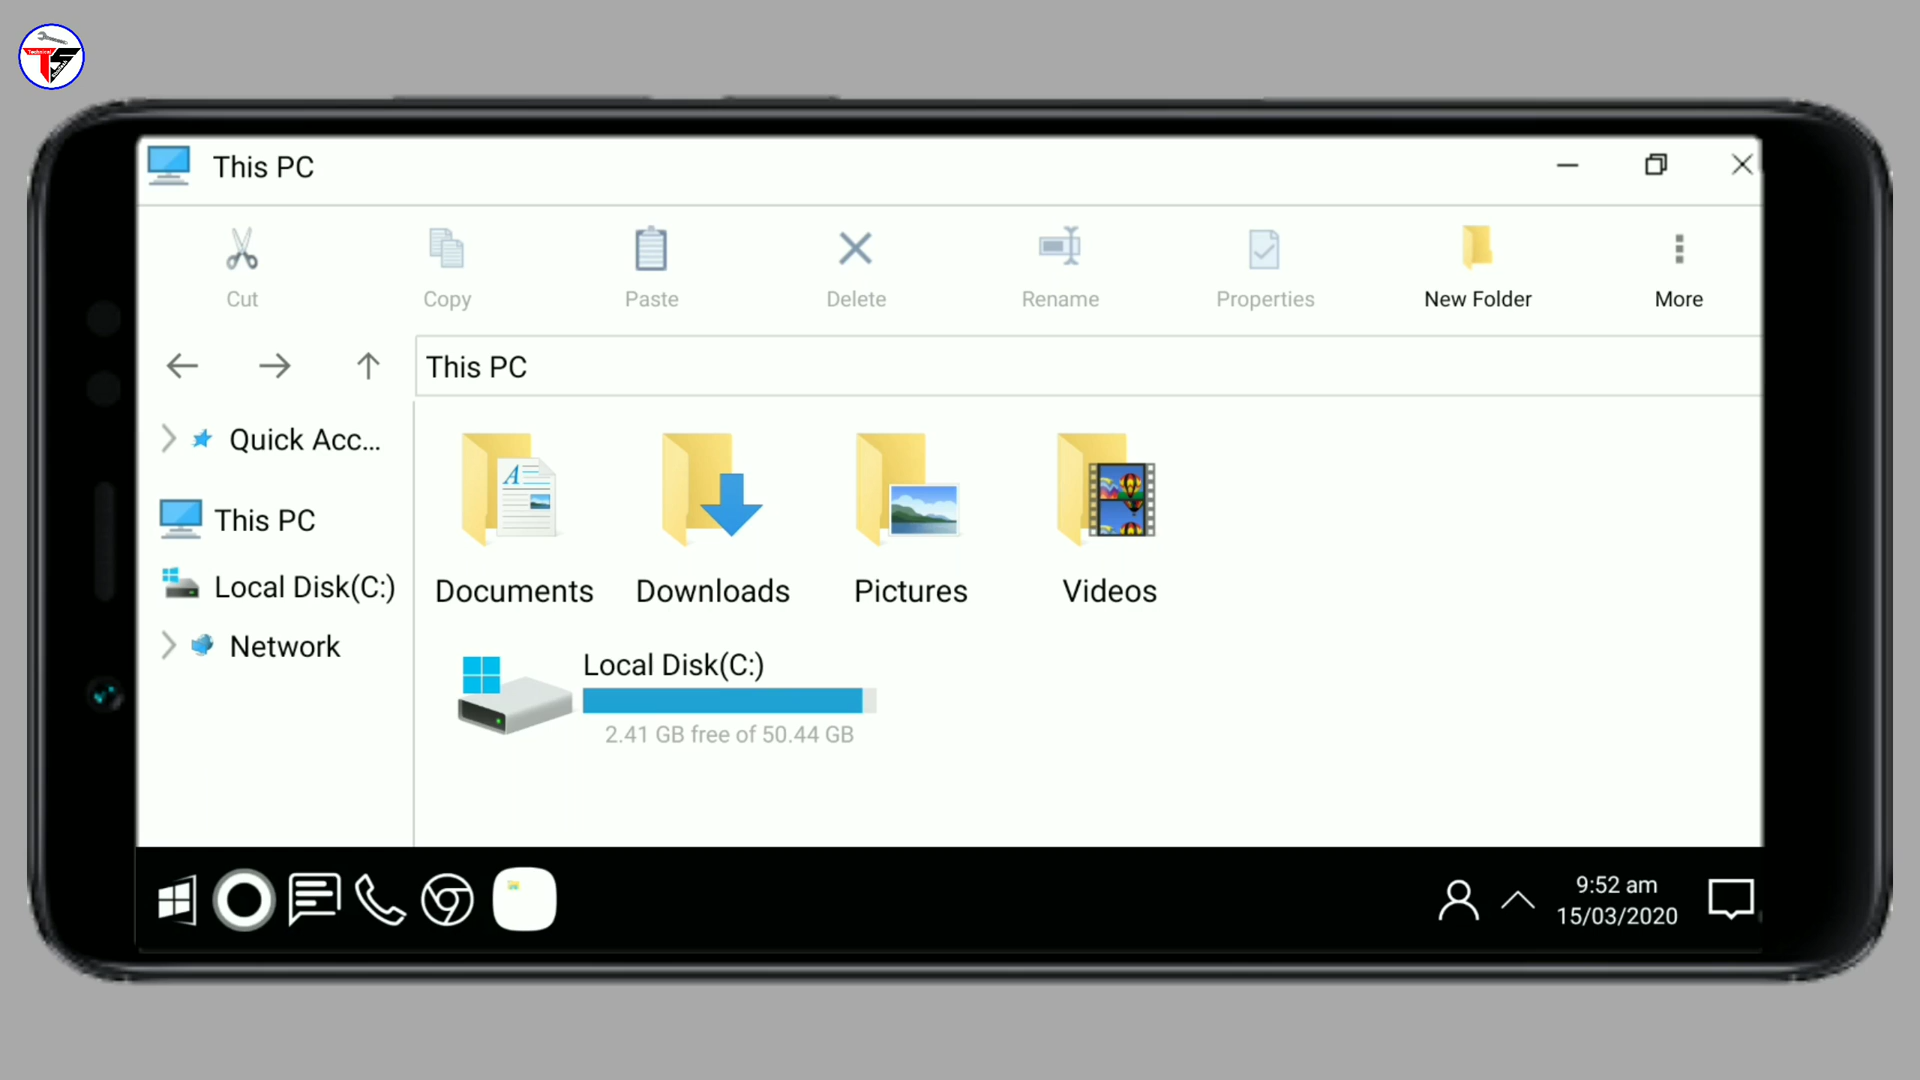 Technical
TS
This PC
Cut
Copy
Paste
Delete
Rename
Properties
New Folder
More
This PC
Quick Acc...
This PC
Local Disk(C:)
Network
A
Documents
Downloads
Pictures
Videos
Local Disk(C:)
2.41 GB free of 50.44 GB
9:52 am
15/03/2020